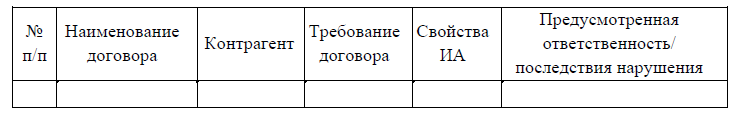 №
п/п
Наименование
договора
Контрагент
Требование
договора
Свойства
ИА
Предусмотренная
ответственность/
последствия нарушения